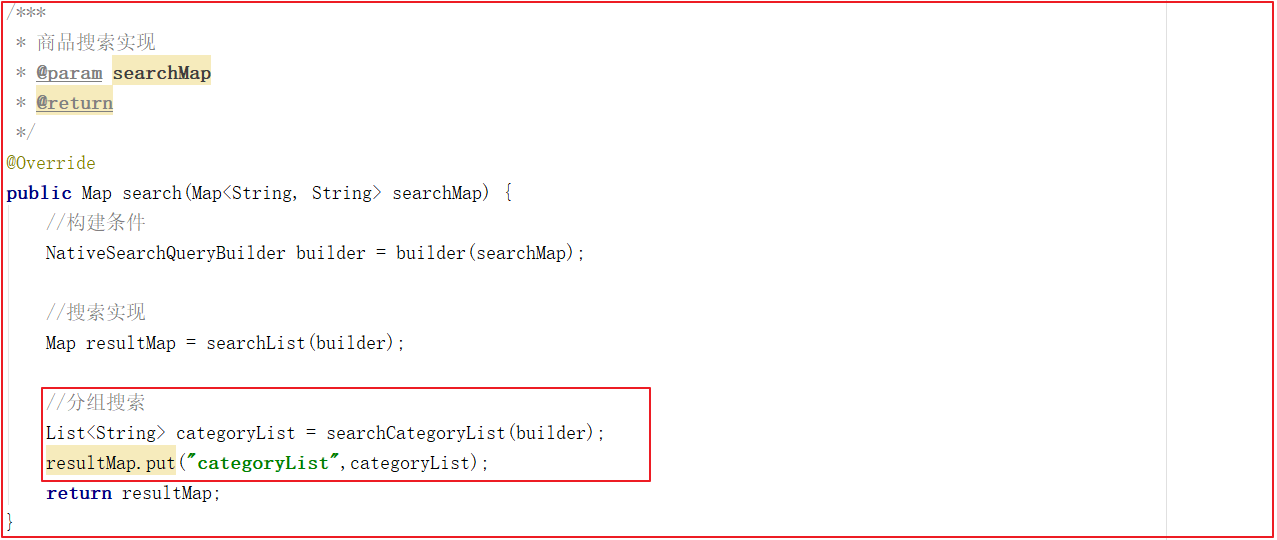 /***
 * 商品搜索实现
 * @param searchMap
 * @return
 */
@Override
public Map search(Map<String, String> searchMap) {
    //构建条件
    NativeSearchQueryBuilder builder = builder(searchMap);

    //搜索实现
    Map resultMap = searchList(builder);

    //分组搜索
    List<String> categoryList = searchCategoryList(builder);
    resultMap.put("categoryList",categoryList);
    return resultMap;
}